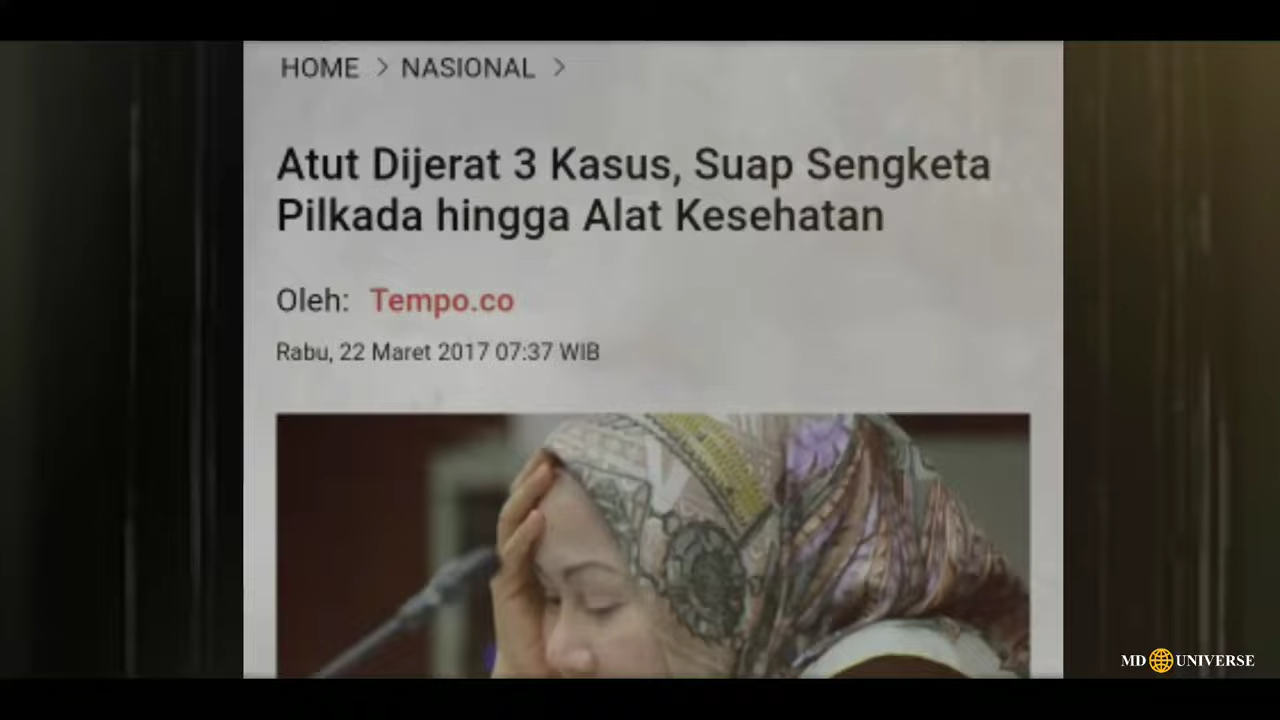 HOME > NASIONAL >
Atut Dijerat 3 Kasus, Suap Sengketa
Pilkada hingga Alat Kesehatan
Oleh: Tempo.co
Rabu, 22 Maret 2017 07:37 WIB
MD UNIVERSE